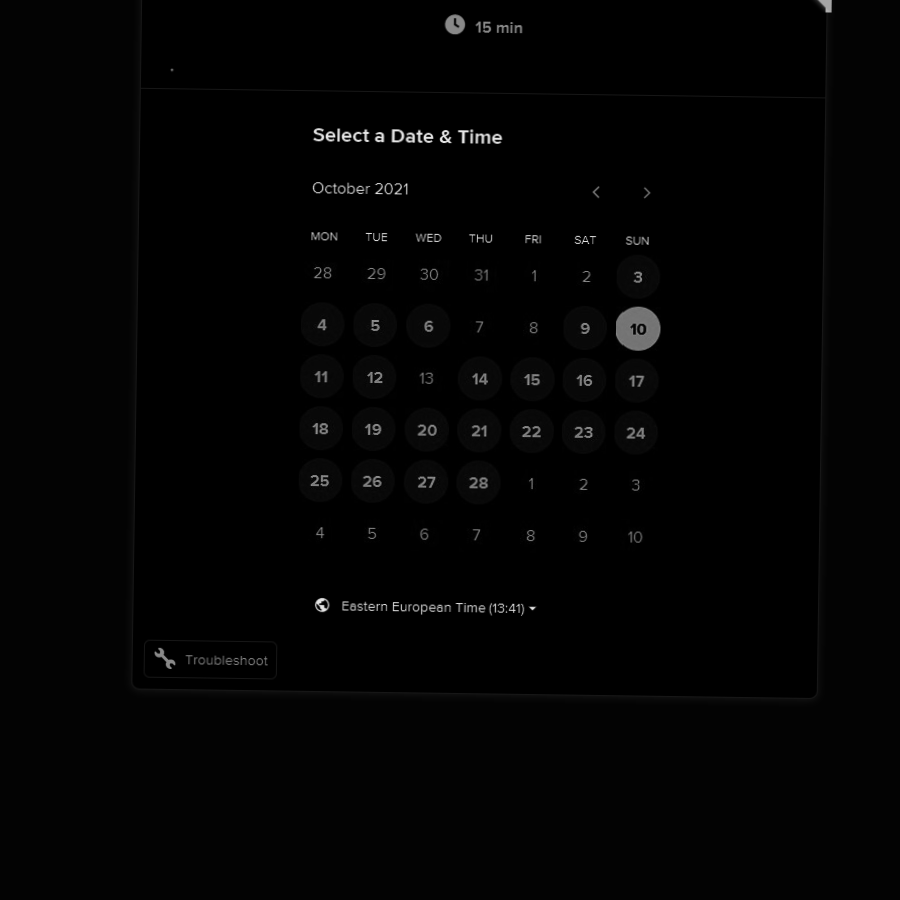 15 min
.
Select a Date & Time
October 2021
MON TUE WED THU FRI SAT SUN
28 29 30 31 1 2 3
4 5 6 7 8 9 10
11 12 13 14 15 16 17
18 19 20 21 22 23 24
25 26 27 28 1 2 3
4 5 6 7 8 9 10
Eastern European Time (13:41)
Troubleshoot